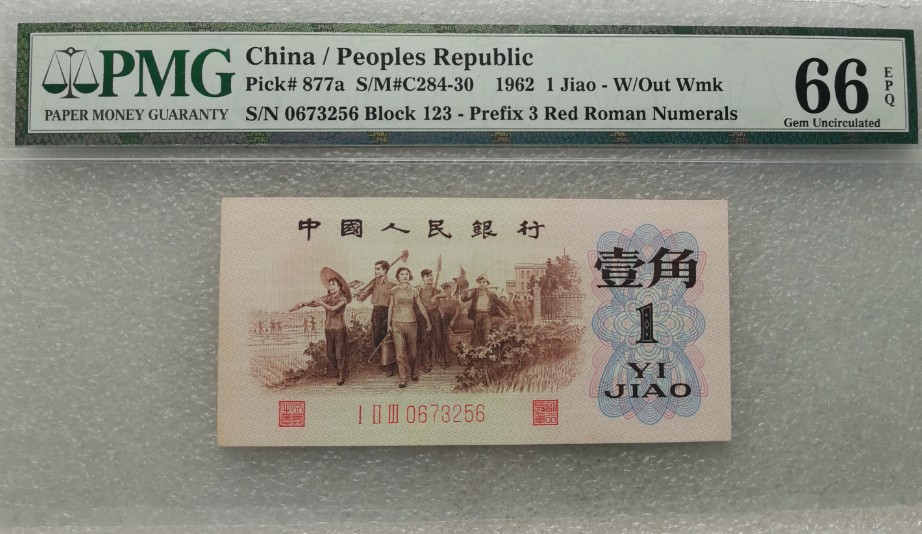 PMG
PAPER MONEY GUARANTY
China / Peoples Republic
Pick# 877a S/M#C284-30 1962 1 Jiao - W/Out Wmk
S/N 0673256 Block 123 - Prefix 3 Red Roman Numerals
66
EPQ
Gem Uncirculated
中國人民銀行
壹角
1
YI
JIAO
I II III 0673256